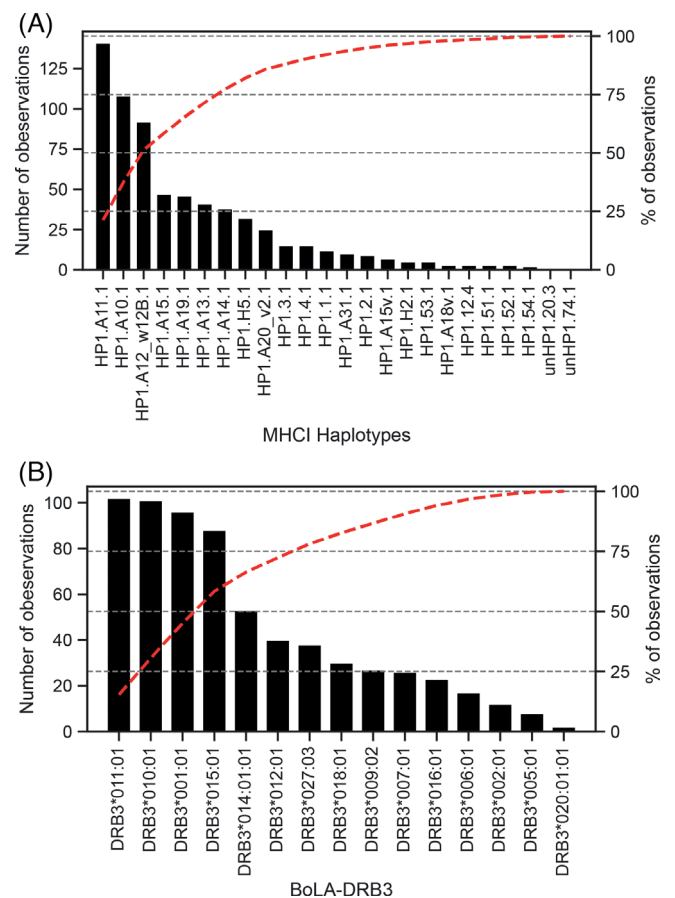 (A)
Number of obeservations
125
100
75
50
25
0
100
75
50
25
0
% of observations
HP1.A11.1
HP1.A10.1
HP1.A12_w12B.1
HP1.A15.1
HP1.A19.1
HP1.A13.1
HP1.A14.1
HP1.H5.1
HP1.A20_v2.1
HP1.3.1
HP1.4.1
HP1.1.1
HP1.A31.1
HP1.2.1
HP1.A15v.1
HP1.H2.1
HP1.53.1
HP1.A18v.1
HP1.12.4
HP1.51.1
HP1.52.1
HP1.54.1
unHP1.20.3
unHP1.74.1
MHCI Haplotypes
(B)
Number of obeservations
100
80
60
40
20
0
100
75
50
25
0
% of observations
DRB3*011:01
DRB3*010:01
DRB3*001:01
DRB3*015:01
DRB3*014:01:01
DRB3*012:01
DRB3*027:03
DRB3*018:01
DRB3*009:02
DRB3*007:01
DRB3*016:01
DRB3*006:01
DRB3*002:01
DRB3*005:01
DRB3*020:01:01
BoLA-DRB3